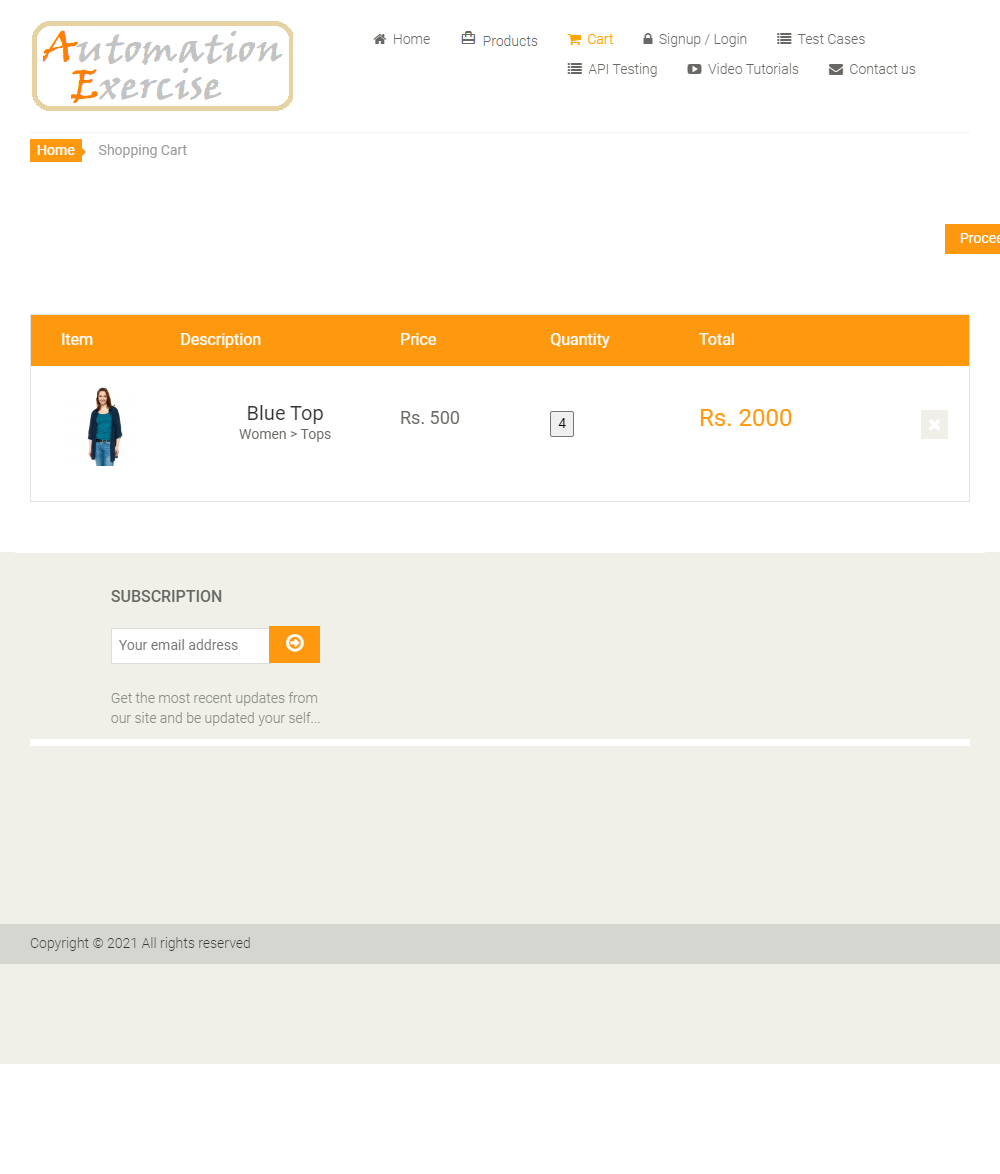 Automation
Exercise
Home
Products
Cart
Signup / Login
Test Cases
API Testing
Video Tutorials
Contact us
Home
Shopping Cart
Item Description Price Quantity Total
Blue Top
Women > Tops
Rs. 500
4
Rs. 2000
SUBSCRIPTION
Your email address
Get the most recent updates from
our site and be updated your self...
Copyright © 2021 All rights reserved